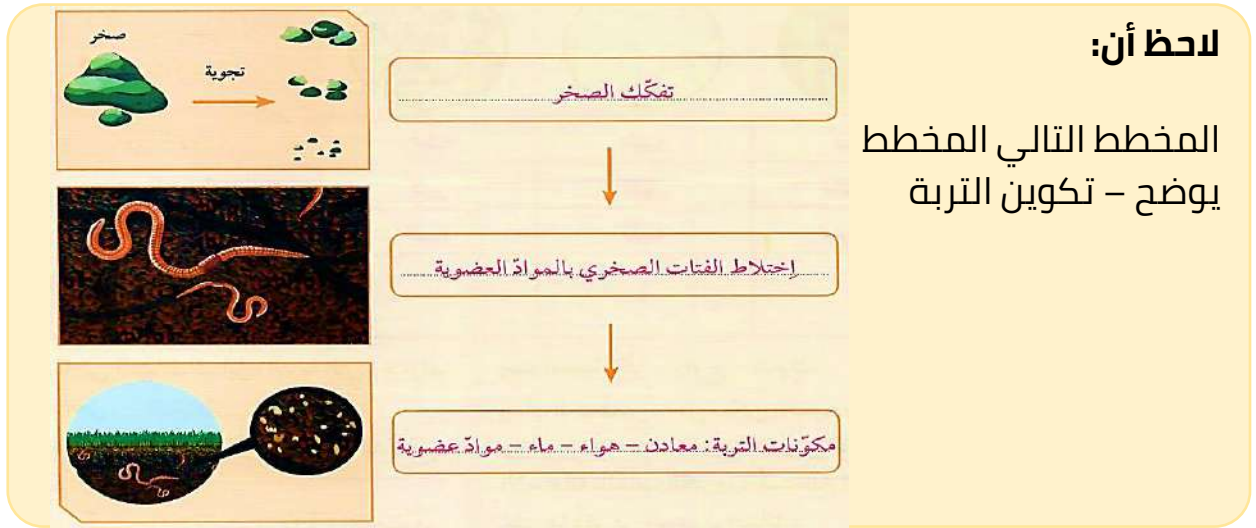 لاحظ أن:
المخطط التالي المخطط
يوضح – تكوين التربة
صخر
تجوية
تفكّك الصخر
إختلاط الفتات الصخري بالموادّ العضوية
مكوّنات التربة: معادن – هواء – ماء – موادّ عضوية